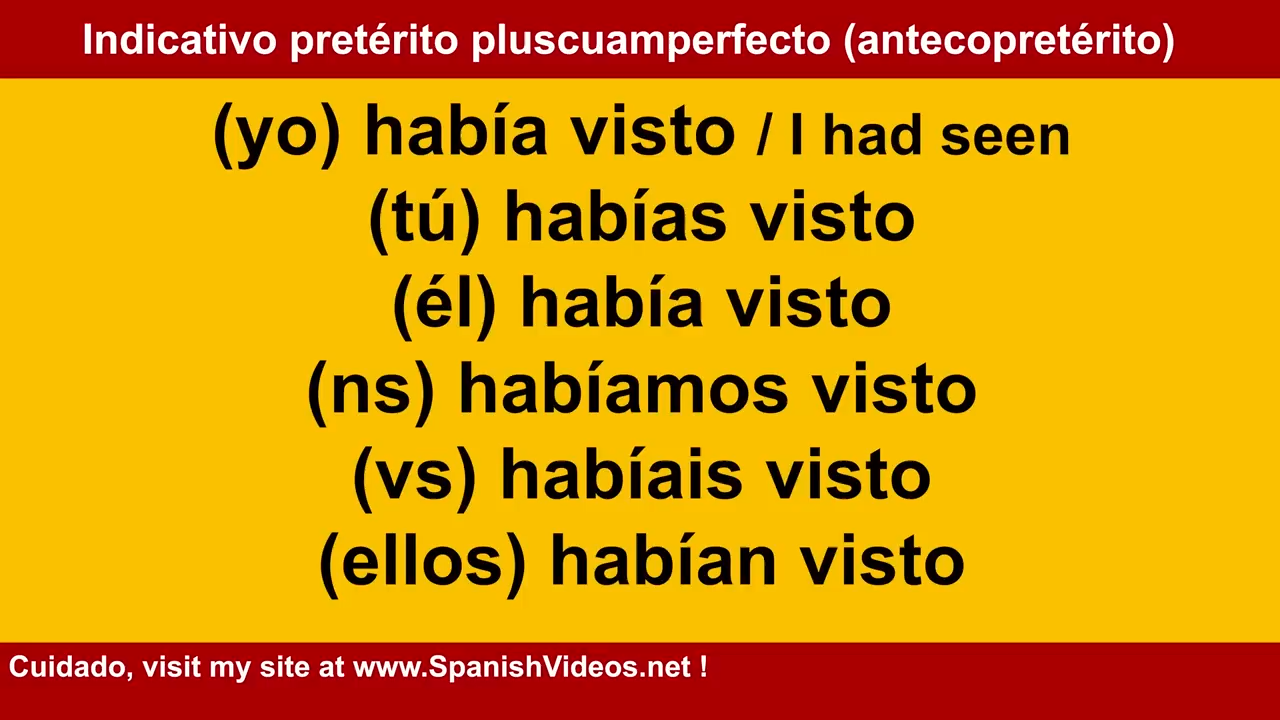 Indicativo pretérito pluscuamperfecto (antecopretérito)
(yo) había visto / I had seen
(tú) habías visto
(él) había visto
(ns) habíamos visto
(vs) habíais visto
(ellos) habían visto
Cuidado, visit my site at www.SpanishVideos.net !